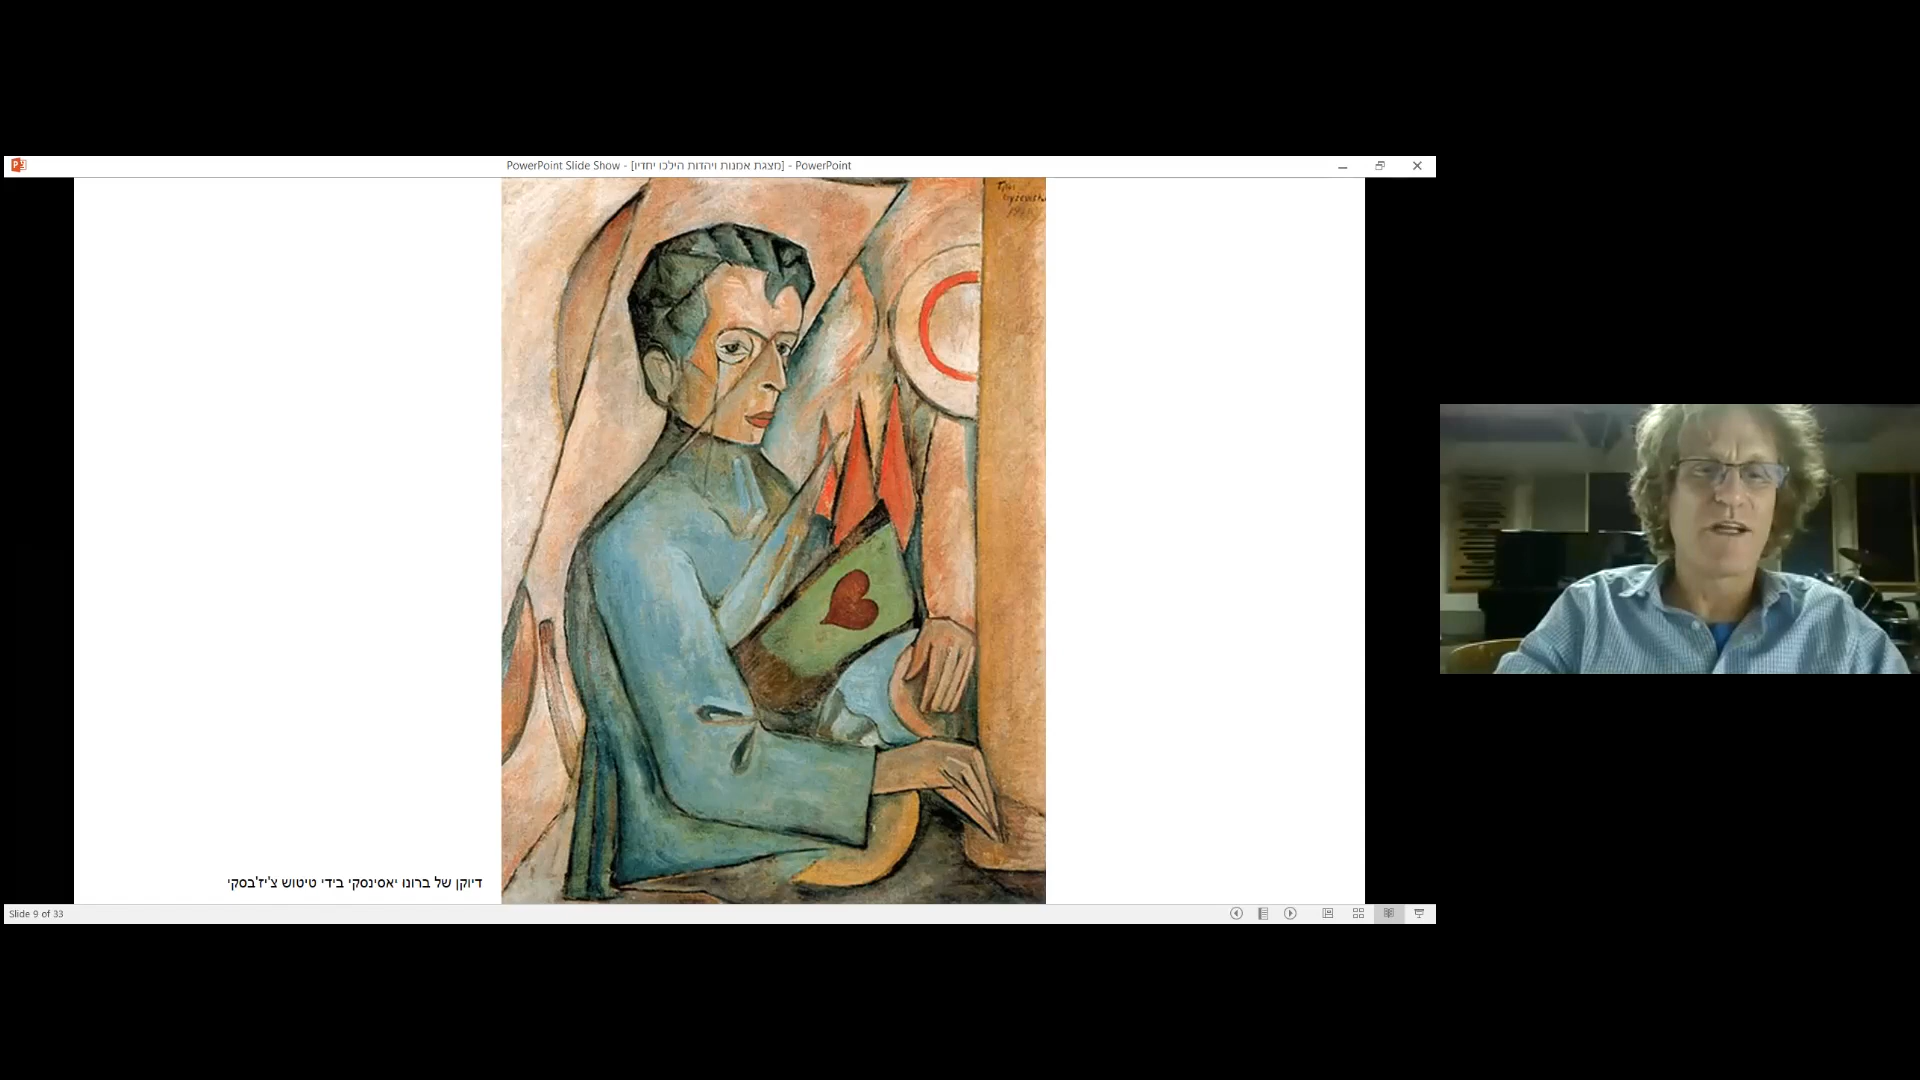 PowerPoint Slide Show - [מצגת אמנות ויהדות הילכו יחדיו] - PowerPoint
דיוקן של ברונו יאסינסקי בידי טיטוש צ'יז'בסקי
Slide 9 of 33